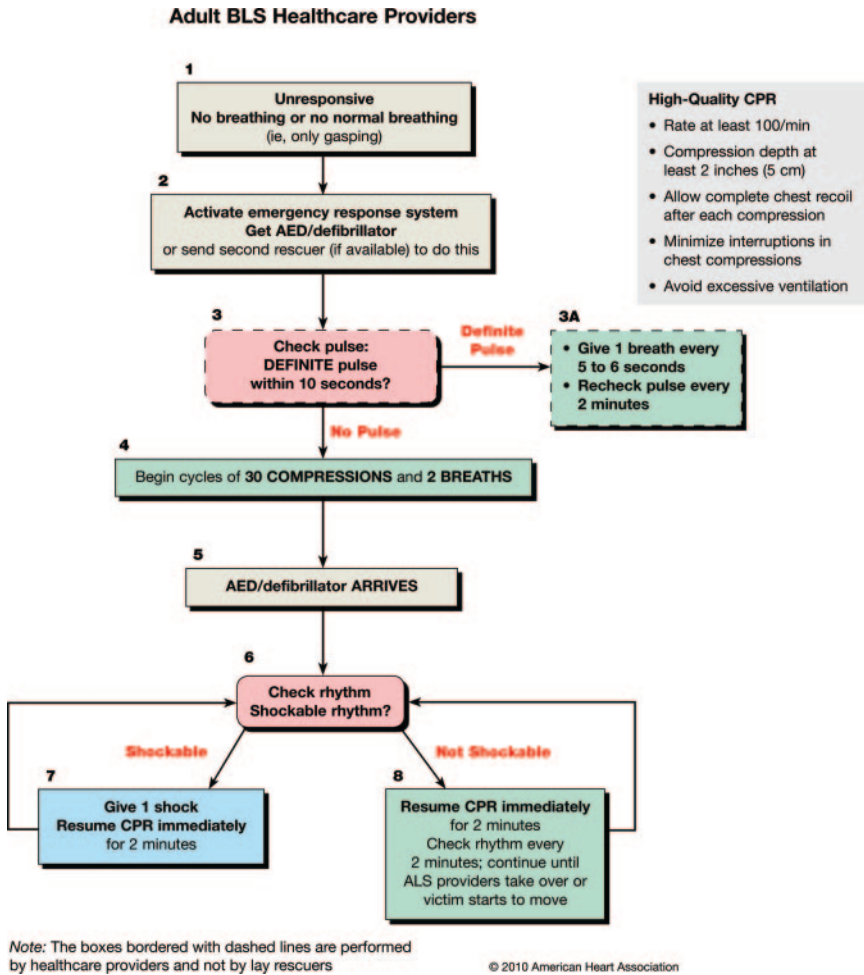 Adult BLS Healthcare Providers
1
Unresponsive
No breathing or no normal breathing
(ie, only gasping)
High-Quality CPR
• Rate at least 100/min
• Compression depth at
least 2 inches (5 cm)
• Allow complete chest recoil
after each compression
• Minimize interruptions in
chest compressions
• Avoid excessive ventilation
2
Activate emergency response system
Get AED/defibrillator
or send second rescuer (if available) to do this
3
Check pulse:
DEFINITE pulse
within 10 seconds?
Definite
Pulse
3A
• Give 1 breath every
5 to 6 seconds
• Recheck pulse every
2 minutes
No Pulse
4
Begin cycles of 30 COMPRESSIONS and 2 BREATHS
5
AED/defibrillator ARRIVES
6
Check rhythm
Shockable rhythm?
Shockable
Not Shockable
7
Give 1 shock
Resume CPR immediately
for 2 minutes
8
Resume CPR immediately
for 2 minutes
Check rhythm every
2 minutes; continue until
ALS providers take over or
victim starts to move
Note: The boxes bordered with dashed lines are performed
by healthcare providers and not by lay rescuers
© 2010 American Heart Association